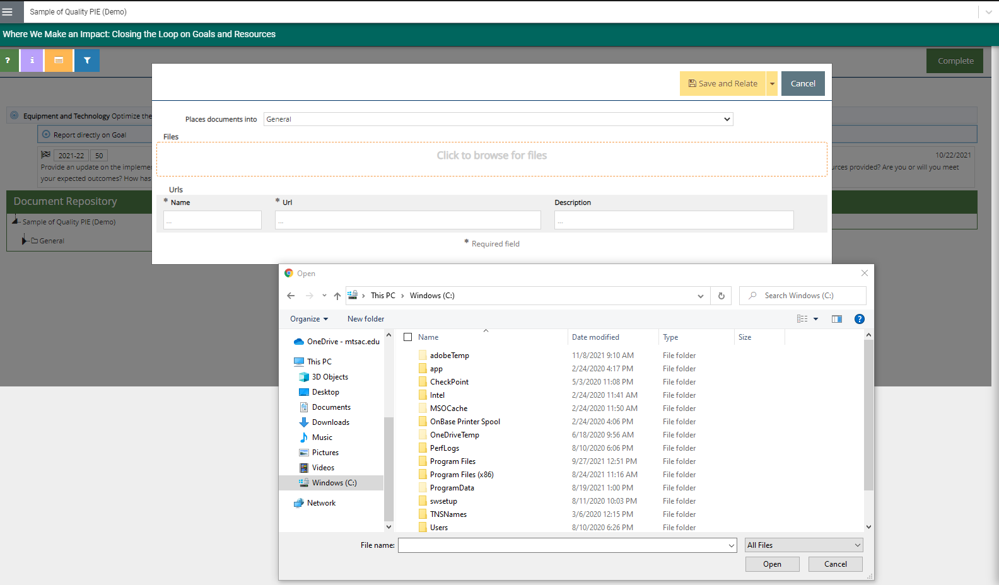 Sample of Quality PIE (Demo)
Where We Make an Impact: Closing the Loop on Goals and Resources
? i
Complete
Save and Relate
Cancel
Equipment and Technology Optimize the
Places documents into General
Report directly on Goal
Files
2021-22 50
10/22/2021
Click to browse for files
Provide an update on the implemen
urces provided? Are you or will you meet
your expected outcomes? How has
Urls
Document Repository
* Name * Url Description
Sample of Quality PIE (Demo)
... ... ...
General
* Required field
Open
This PC > Windows (C:)
Search Windows (C:)
Organize New folder
?
OneDrive - mtsac.edu
This PC
3D Objects
Desktop
Documents
Downloads
Music
Pictures
Videos
Windows (C:)
Network
Name Date modified Type Size
adobeTemp 11/8/2021 9:10 AM File folder
app 2/24/2020 4:17 PM File folder
CheckPoint 5/3/2020 11:08 PM File folder
Intel 2/24/2020 11:41 AM File folder
MSOCache 2/24/2020 11:50 AM File folder
OnBase Printer Spool 2/24/2020 4:06 PM File folder
OneDriveTemp 6/18/2020 9:56 AM File folder
PerfLogs 8/10/2020 6:06 PM File folder
Program Files 9/27/2021 12:51 PM File folder
Program Files (x86) 8/24/2021 11:16 AM File folder
ProgramData 8/19/2021 1:00 PM File folder
swsetup 8/11/2020 10:03 PM File folder
TNSNames 3/6/2020 12:15 PM File folder
Users 8/10/2020 6:26 PM File folder
File name:
All Files
Open Cancel